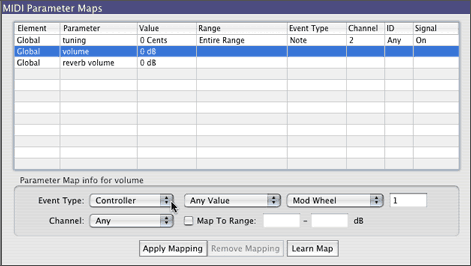 MIDI Parameter Maps
Element Parameter Value Range Event Type Channel ID Signal
Global tuning 0 Cents Entire Range Note 2 Any On
Global volume 0 dB
Global reverb volume 0 dB
Parameter Map info for volume
Event Type: Controller Any Value Mod Wheel 1
Channel: Any Map To Range: – dB
Apply Mapping Remove Mapping Learn Map